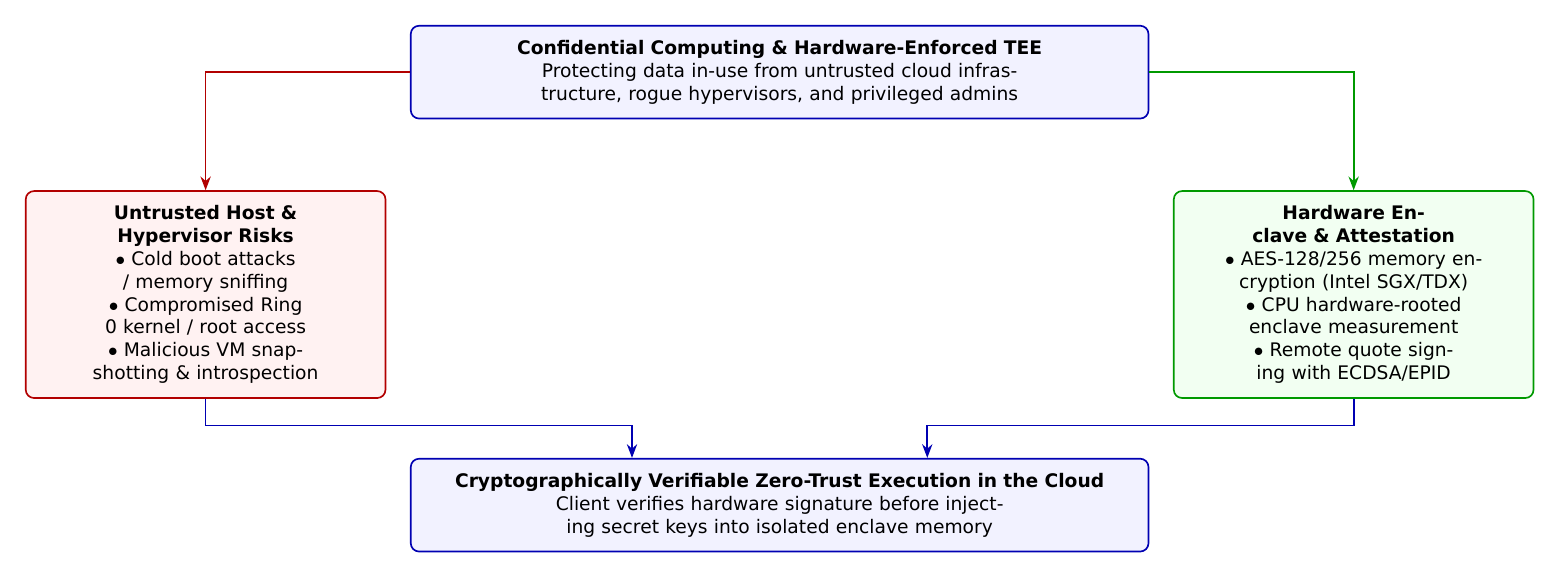 Confidential Computing & Hardware-Enforced TEE
Protecting data in-use from untrusted cloud infras-
tructure, rogue hypervisors, and privileged admins
Untrusted Host &
Hypervisor Risks
• Cold boot attacks
/ memory sniffing
• Compromised Ring
0 kernel / root access
• Malicious VM snap-
shotting & introspection
Hardware En-
clave & Attestation
• AES-128/256 memory en-
cryption (Intel SGX/TDX)
• CPU hardware-rooted
enclave measurement
• Remote quote sign-
ing with ECDSA/EPID
Cryptographically Verifiable Zero-Trust Execution in the Cloud
Client verifies hardware signature before inject-
ing secret keys into isolated enclave memory